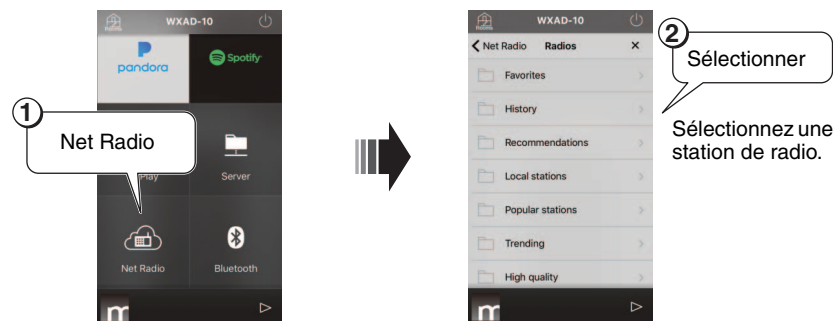 WXAD-10
pandora
Spotify
1
Net Radio
Play
Server
Net Radio
Bluetooth
m
WXAD-10
Net Radio
Radios
Favorites
History
Recommendations
Local stations
Popular stations
Trending
High quality
m
2
Sélectionner
Sélectionnez une
station de radio.